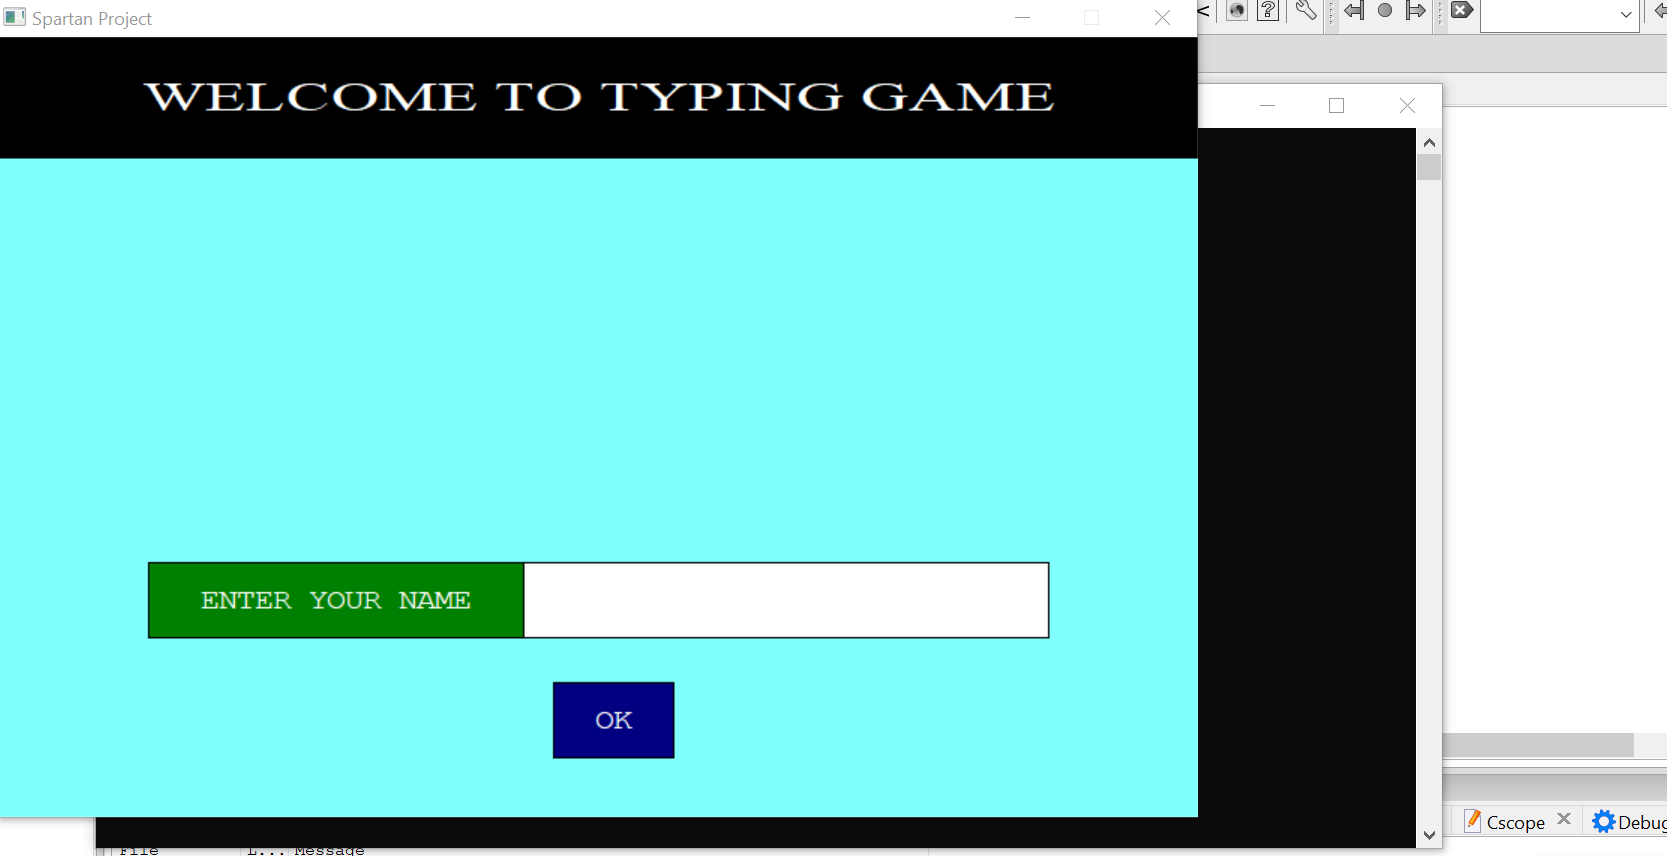 Spartan Project
WELCOME TO TYPING GAME
ENTER YOUR NAME
OK
Cscope
Debug
File L... Message